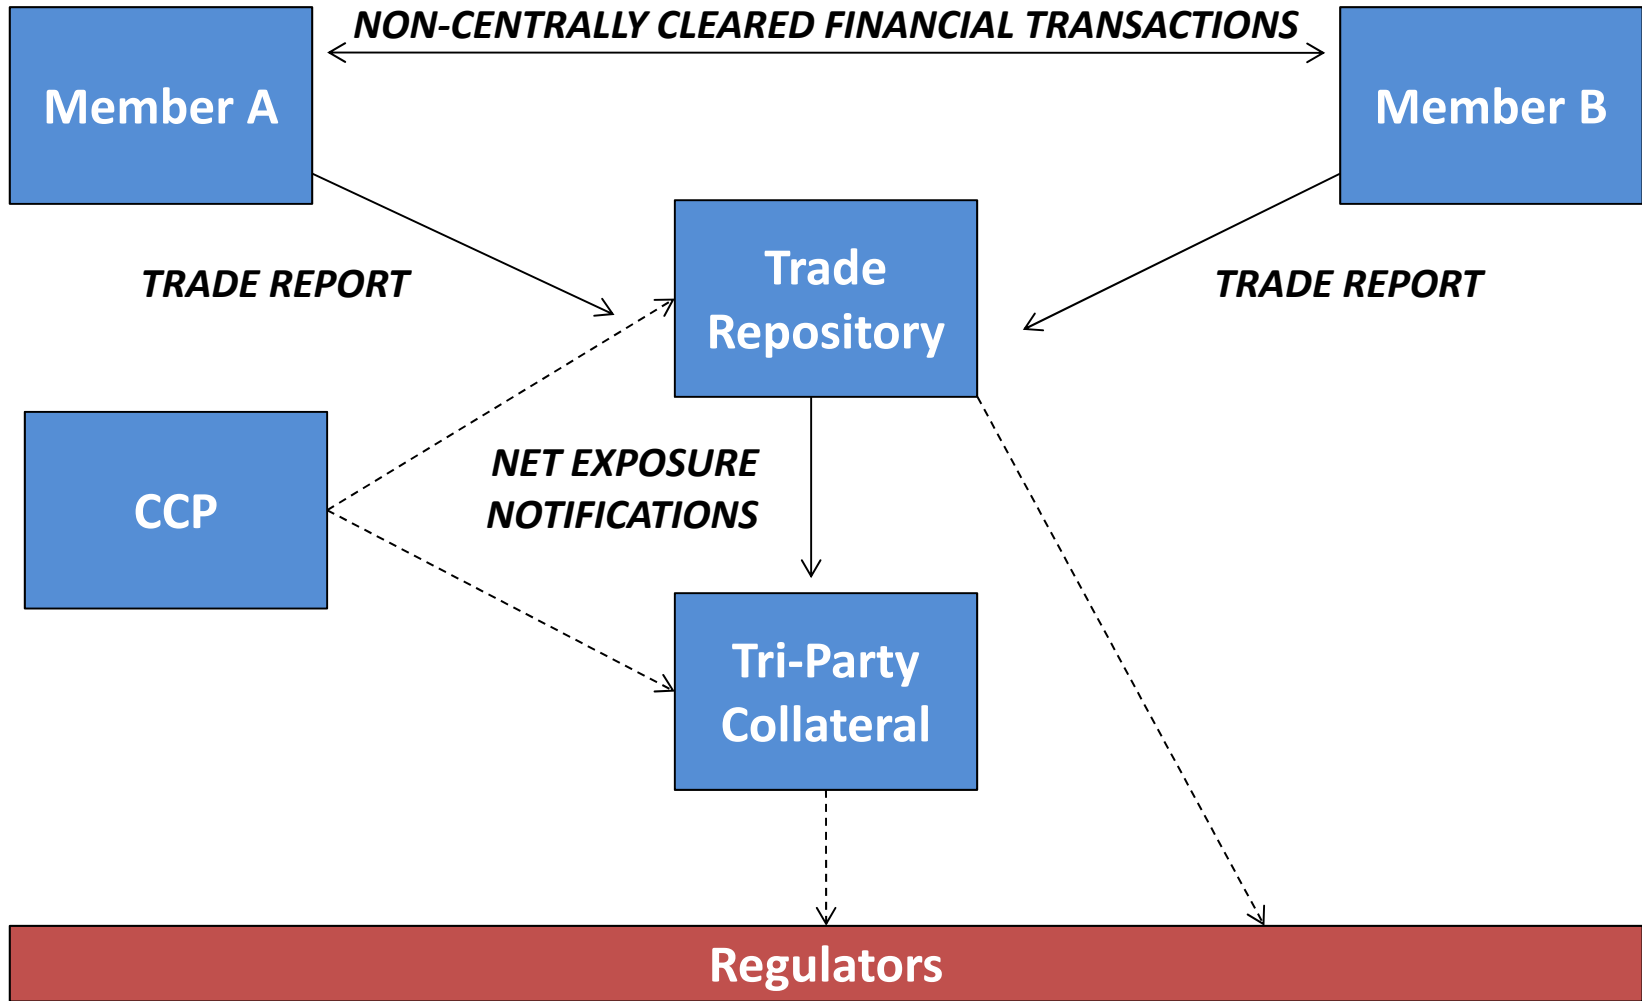 NON-CENTRALLY CLEARED FINANCIAL TRANSACTIONS
Member A
Member B
Trade
Repository
TRADE REPORT
TRADE REPORT
CCP
NET EXPOSURE
NOTIFICATIONS
Tri-Party
Collateral
Regulators